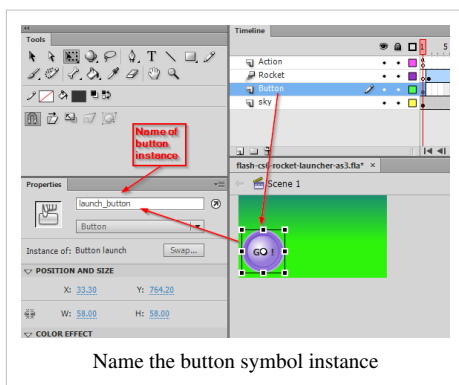 Tools
Timeline
1
5
Action
Rocket
Button
sky
Name of
button
instance
flash-cs6-rocket-launcher-as3.fla* ×
Scene 1
Properties
launch_button
Button
Instance of: Button launch
Swap...
POSITION AND SIZE
X: 33.30
Y: 764.20
W: 58.00
H: 58.00
COLOR EFFECT
GO !
Name the button symbol instance